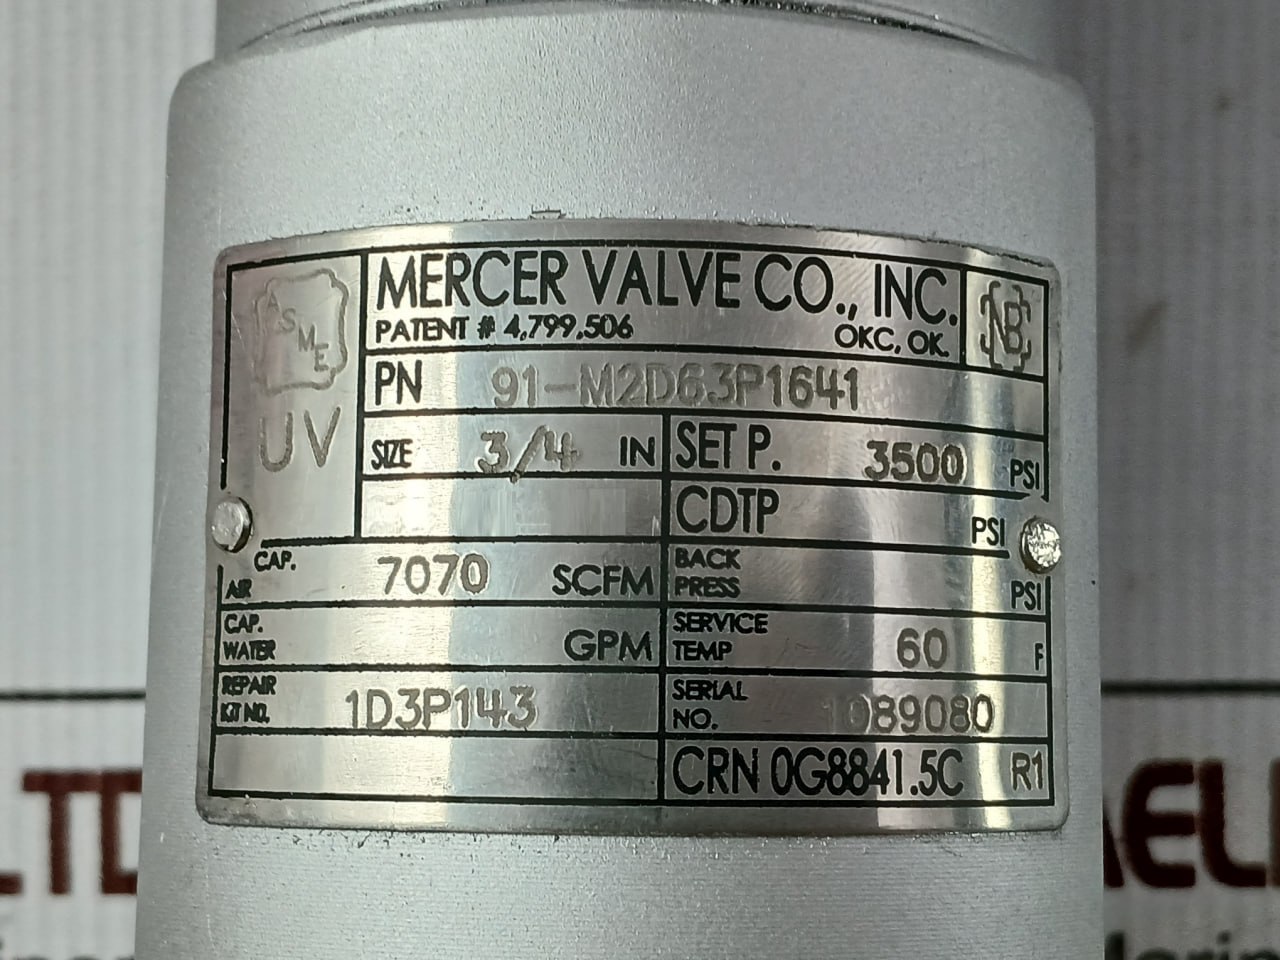 ASME
UV
MERCER VALVE CO., INC.
PATENT # 4,799,506 OKC, OK.
NB
PN 91-M2D63P1641
SIZE 3/4 IN
SET P. 3500 PSI
CDTP PSI
CAP. AIR 7070 SCFM
BACK PRESS PSI
CAP. WATER GPM
SERVICE TEMP 60 F
REPAIR KIT NO. 1D3P143
SERIAL NO. 1089080
CRN 0G8841.5C R1
LTD
AEL